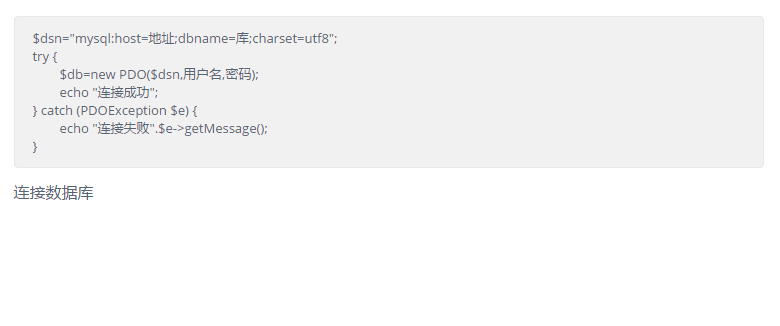 $dsn="mysql:host=地址;dbname=库;charset=utf8";
try {
$db=new PDO($dsn,用户名,密码);
echo "连接成功";
} catch (PDOException $e) {
echo "连接失败".$e->getMessage();
}
连接数据库